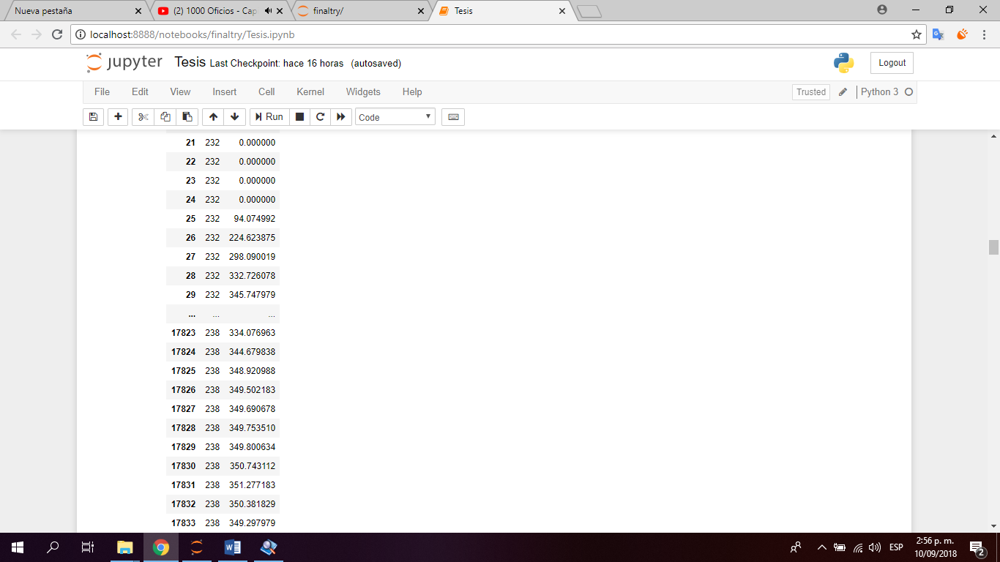 Nueva pestaña
(2) 1000 Oficios - Cap
finaltry/
Tesis
localhost:8888/notebooks/finaltry/Tesis.ipynb
jupyter Tesis Last Checkpoint: hace 16 horas (autosaved)
Logout
File Edit View Insert Cell Kernel Widgets Help
Trusted Python 3
Run Code
21 232 0.000000
22 232 0.000000
23 232 0.000000
24 232 0.000000
25 232 94.074992
26 232 224.623875
27 232 298.090019
28 232 332.726078
29 232 345.747979
... ... ...
17823 238 334.076963
17824 238 344.679838
17825 238 348.920988
17826 238 349.502183
17827 238 349.690678
17828 238 349.753510
17829 238 349.800634
17830 238 350.743112
17831 238 351.277183
17832 238 350.381829
17833 238 349.297979
ESP
2:56 p. m.
10/09/2018
2